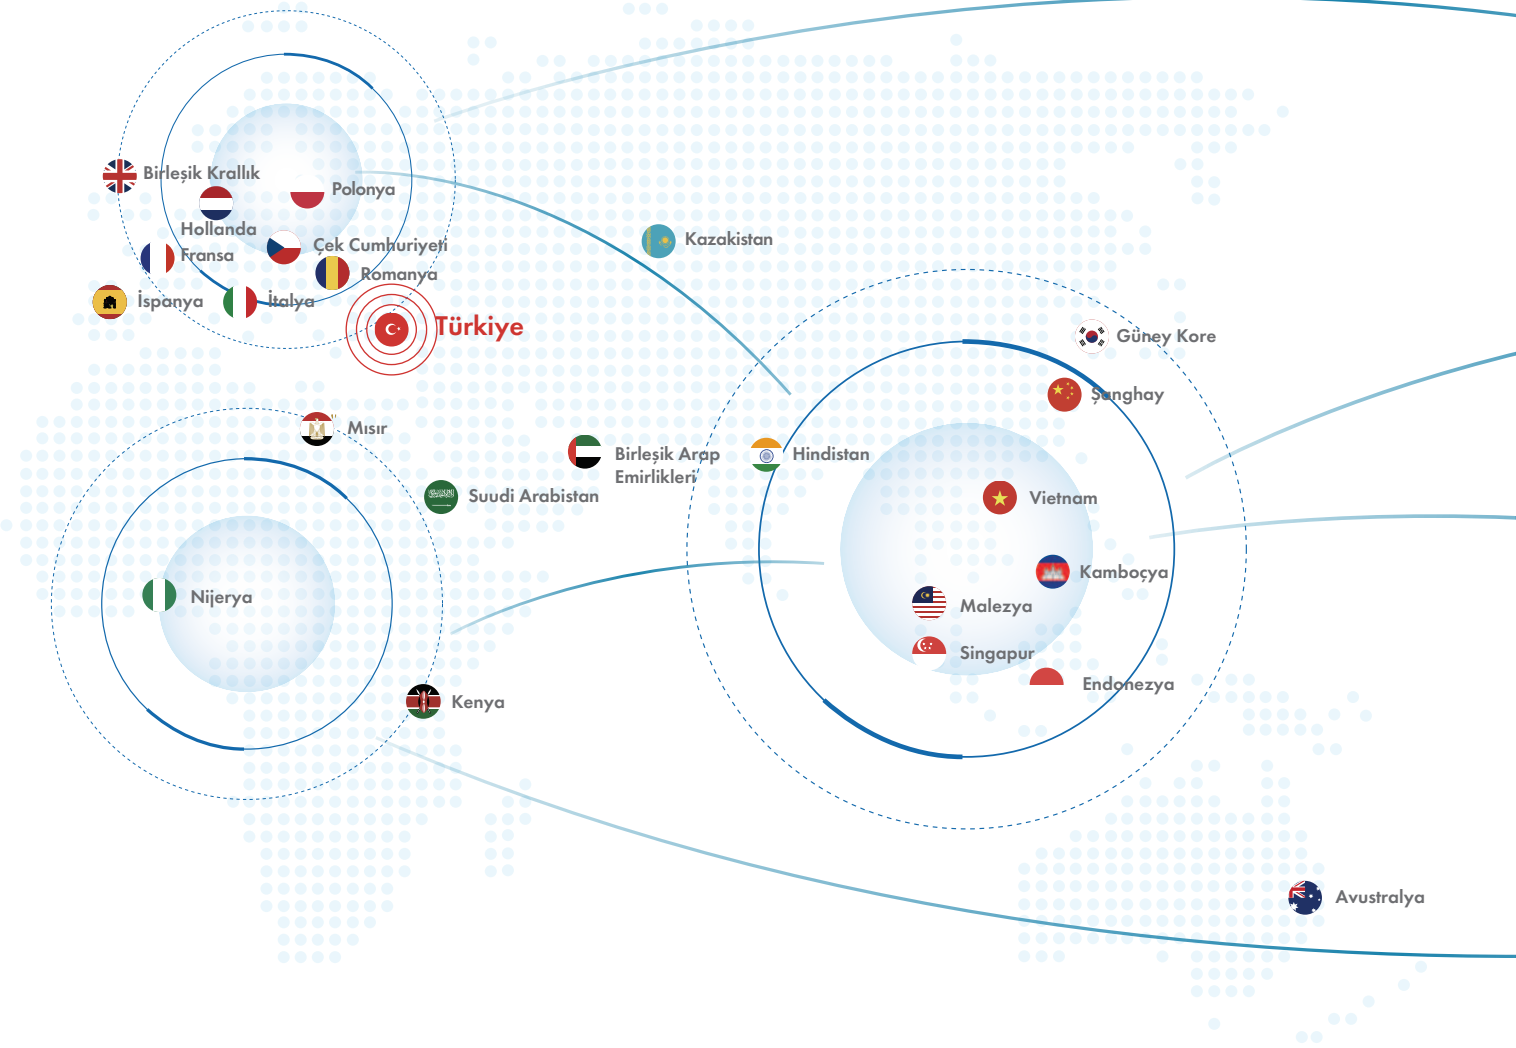 Birleşik Krallık
Polonya
Hollanda
Fransa
Çek Cumhuriyeti
Romanya
İspanya
İtalya
Türkiye
Kazakistan
Güney Kore
Şanghay
Mısır
Birleşik Arap
Emirlikleri
Hindistan
Suudi Arabistan
Vietnam
Kamboçya
Nijerya
Malezya
Singapur
Endonezya
Kenya
Avustralya